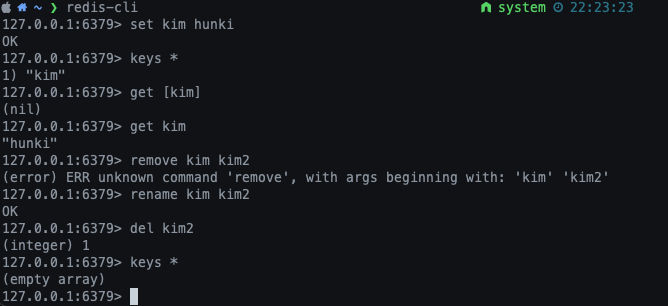 ~ ❯ redis-cli system 22:23:23
127.0.0.1:6379> set kim hunki
OK
127.0.0.1:6379> keys *
1) "kim"
127.0.0.1:6379> get [kim]
(nil)
127.0.0.1:6379> get kim
"hunki"
127.0.0.1:6379> remove kim kim2
(error) ERR unknown command 'remove', with args beginning with: 'kim' 'kim2'
127.0.0.1:6379> rename kim kim2
OK
127.0.0.1:6379> del kim2
(integer) 1
127.0.0.1:6379> keys *
(empty array)
127.0.0.1:6379>